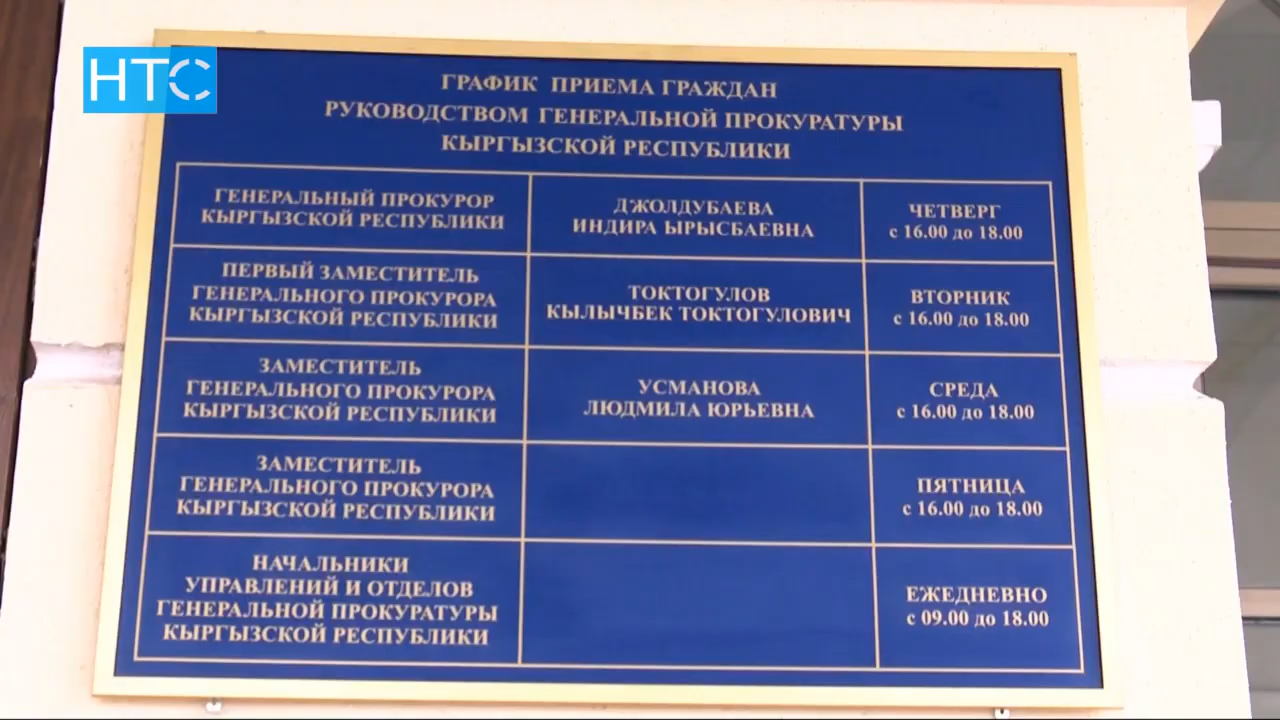 НТС
ГРАФИК ПРИЕМА ГРАЖДАН
РУКОВОДСТВОМ ГЕНЕРАЛЬНОЙ ПРОКУРАТУРЫ
КЫРГЫЗСКОЙ РЕСПУБЛИКИ
ГЕНЕРАЛЬНЫЙ ПРОКУРОР
КЫРГЫЗСКОЙ РЕСПУБЛИКИ
ДЖОЛДУБАЕВА
ИНДИРА ЫРЫСБАЕВНА
ЧЕТВЕРГ
с 16.00 до 18.00
ПЕРВЫЙ ЗАМЕСТИТЕЛЬ
ГЕНЕРАЛЬНОГО ПРОКУРОРА
КЫРГЫЗСКОЙ РЕСПУБЛИКИ
ТОКТОГУЛОВ
КЫЛЫЧБЕК ТОКТОГУЛОВИЧ
ВТОРНИК
с 16.00 до 18.00
ЗАМЕСТИТЕЛЬ
ГЕНЕРАЛЬНОГО ПРОКУРОРА
КЫРГЫЗСКОЙ РЕСПУБЛИКИ
УСМАНОВА
ЛЮДМИЛА ЮРЬЕВНА
СРЕДА
с 16.00 до 18.00
ЗАМЕСТИТЕЛЬ
ГЕНЕРАЛЬНОГО ПРОКУРОРА
КЫРГЫЗСКОЙ РЕСПУБЛИКИ
ПЯТНИЦА
с 16.00 до 18.00
НАЧАЛЬНИКИ
УПРАВЛЕНИЙ И ОТДЕЛОВ
ГЕНЕРАЛЬНОЙ ПРОКУРАТУРЫ
КЫРГЫЗСКОЙ РЕСПУБЛИКИ
ЕЖЕДНЕВНО
с 09.00 до 18.00